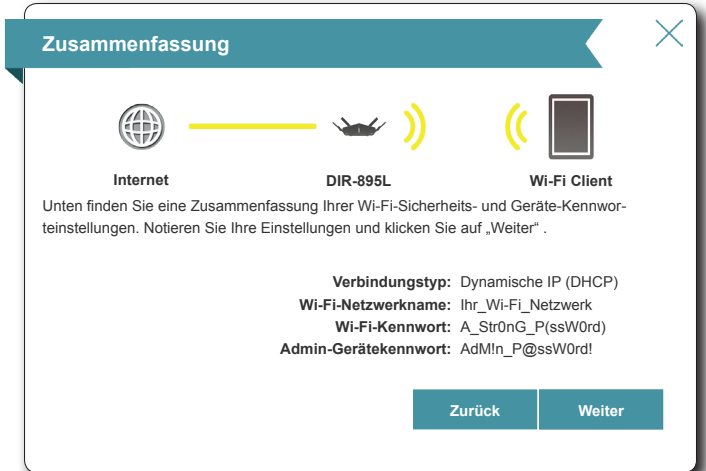 Zusammenfassung
Internet
DIR-895L
Wi-Fi Client
Unten finden Sie eine Zusammenfassung Ihrer Wi-Fi-Sicherheits- und Geräte-Kennwor-
teinstellungen. Notieren Sie Ihre Einstellungen und klicken Sie auf „Weiter“ .
Verbindungstyp: Dynamische IP (DHCP)
Wi-Fi-Netzwerkname: Ihr_Wi-Fi_Netzwerk
Wi-Fi-Kennwort: A_Str0nG_P(ssW0rd)
Admin-Gerätekennwort: AdM!n_P@ssW0rd!
Zurück
Weiter